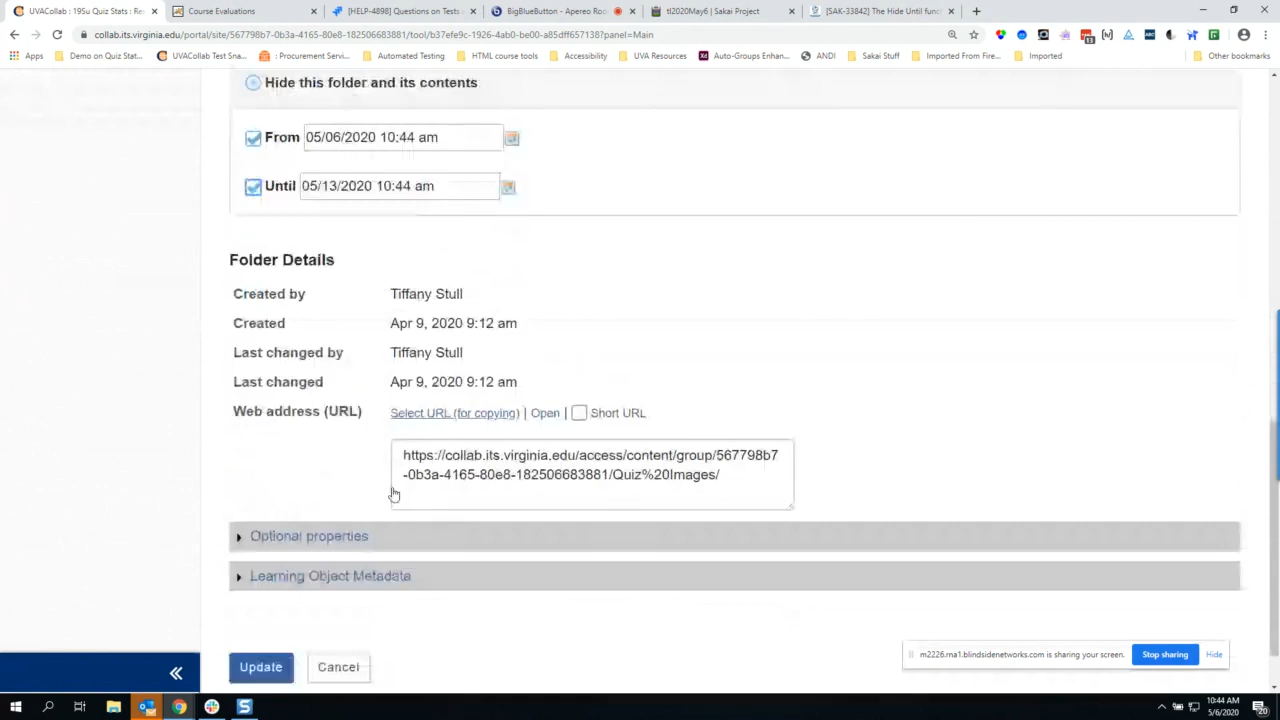 UVACollab : 19Su Quiz Stats : Re
Course Evaluations
[HELP-4898] Questions on Tests
BigBlueButton - Apereo Roo
tl2020May6 | Sakai Project
[SAK-33842] The Hide Until func
collab.its.virginia.edu/portal/site/567798b7-0b3a-4165-80e8-182506683881/tool/b37efe9c-1926-4ab0-be00-a85dff657138?panel=Main
Apps
Demo on Quiz Stat...
UVACollab Test Sna...
: Procurement Servi...
Automated Testing
HTML course tools
Accessibility
UVA Resources
Auto-Groups Enhan...
ANDI
Sakai Stuff
Imported From Fire...
Imported
Other bookmarks
Hide this folder and its contents
From 05/06/2020 10:44 am
Until 05/13/2020 10:44 am
Folder Details
Created by Tiffany Stull
Created Apr 9, 2020 9:12 am
Last changed by Tiffany Stull
Last changed Apr 9, 2020 9:12 am
Web address (URL) Select URL (for copying) | Open | Short URL
https://collab.its.virginia.edu/access/content/group/567798b7
-0b3a-4165-80e8-182506683881/Quiz%20Images/
Optional properties
Learning Object Metadata
Update Cancel
m2226.rna1.blindsidenetworks.com is sharing your screen. Stop sharing Hide
10:44 AM
5/6/2020
20